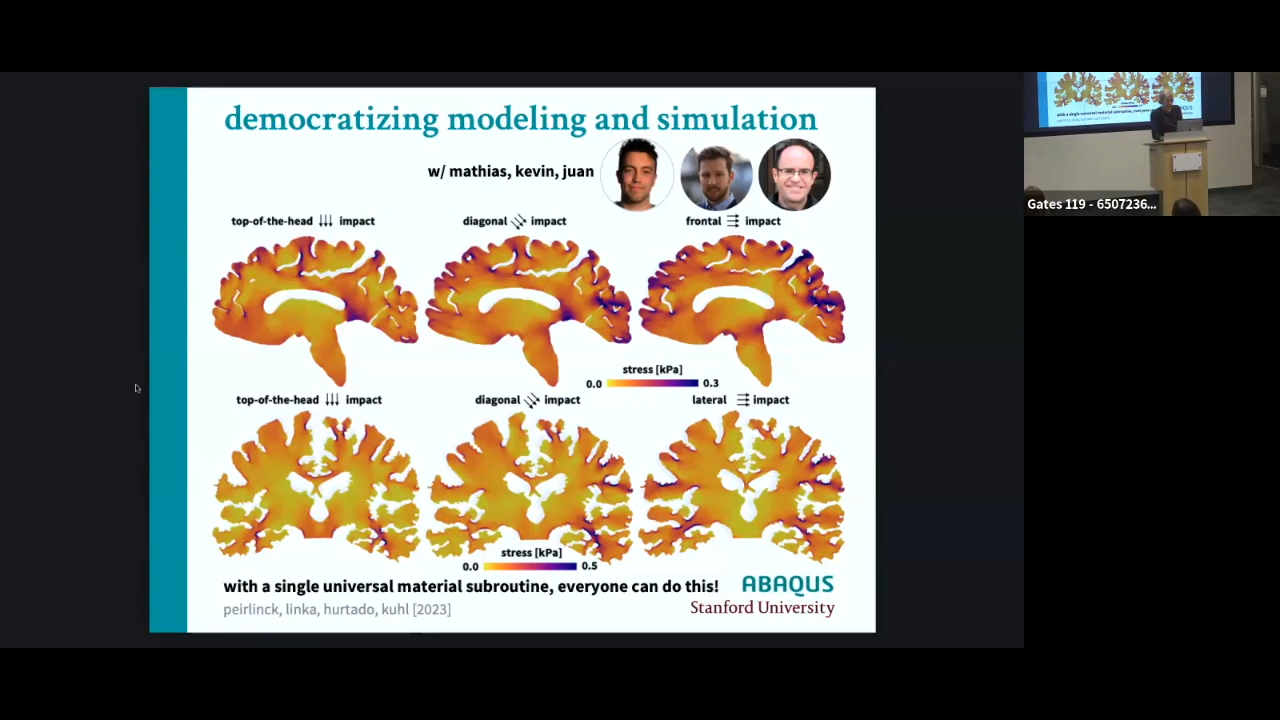 democratizing modeling and simulation
w/ mathias, kevin, juan
top-of-the-head ↓↓↓ impact
diagonal impact
frontal impact
stress [kPa]
0.0 0.3
top-of-the-head ↓↓↓ impact
diagonal impact
lateral impact
stress [kPa]
0.0 0.5
with a single universal material subroutine, everyone can do this!
ABAQUS
peirlinck, linka, hurtado, kuhl [2023]
Stanford University
Gates 119 - 6507236...